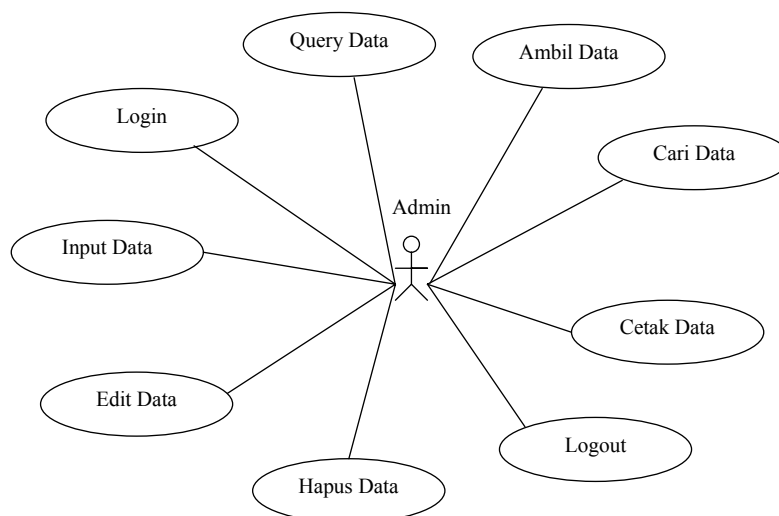 Query Data
Ambil Data
Login
Cari Data
Admin
Input Data
Cetak Data
Edit Data
Logout
Hapus Data